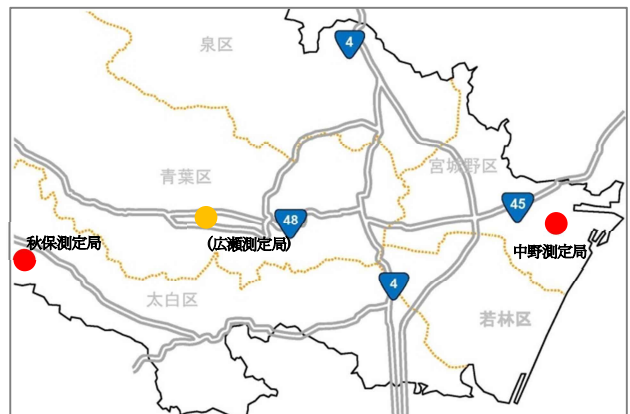 泉区
4
青葉区
宮城野区
45
48
(広瀬測定局)
秋保測定局
中野測定局
4
太白区
若林区